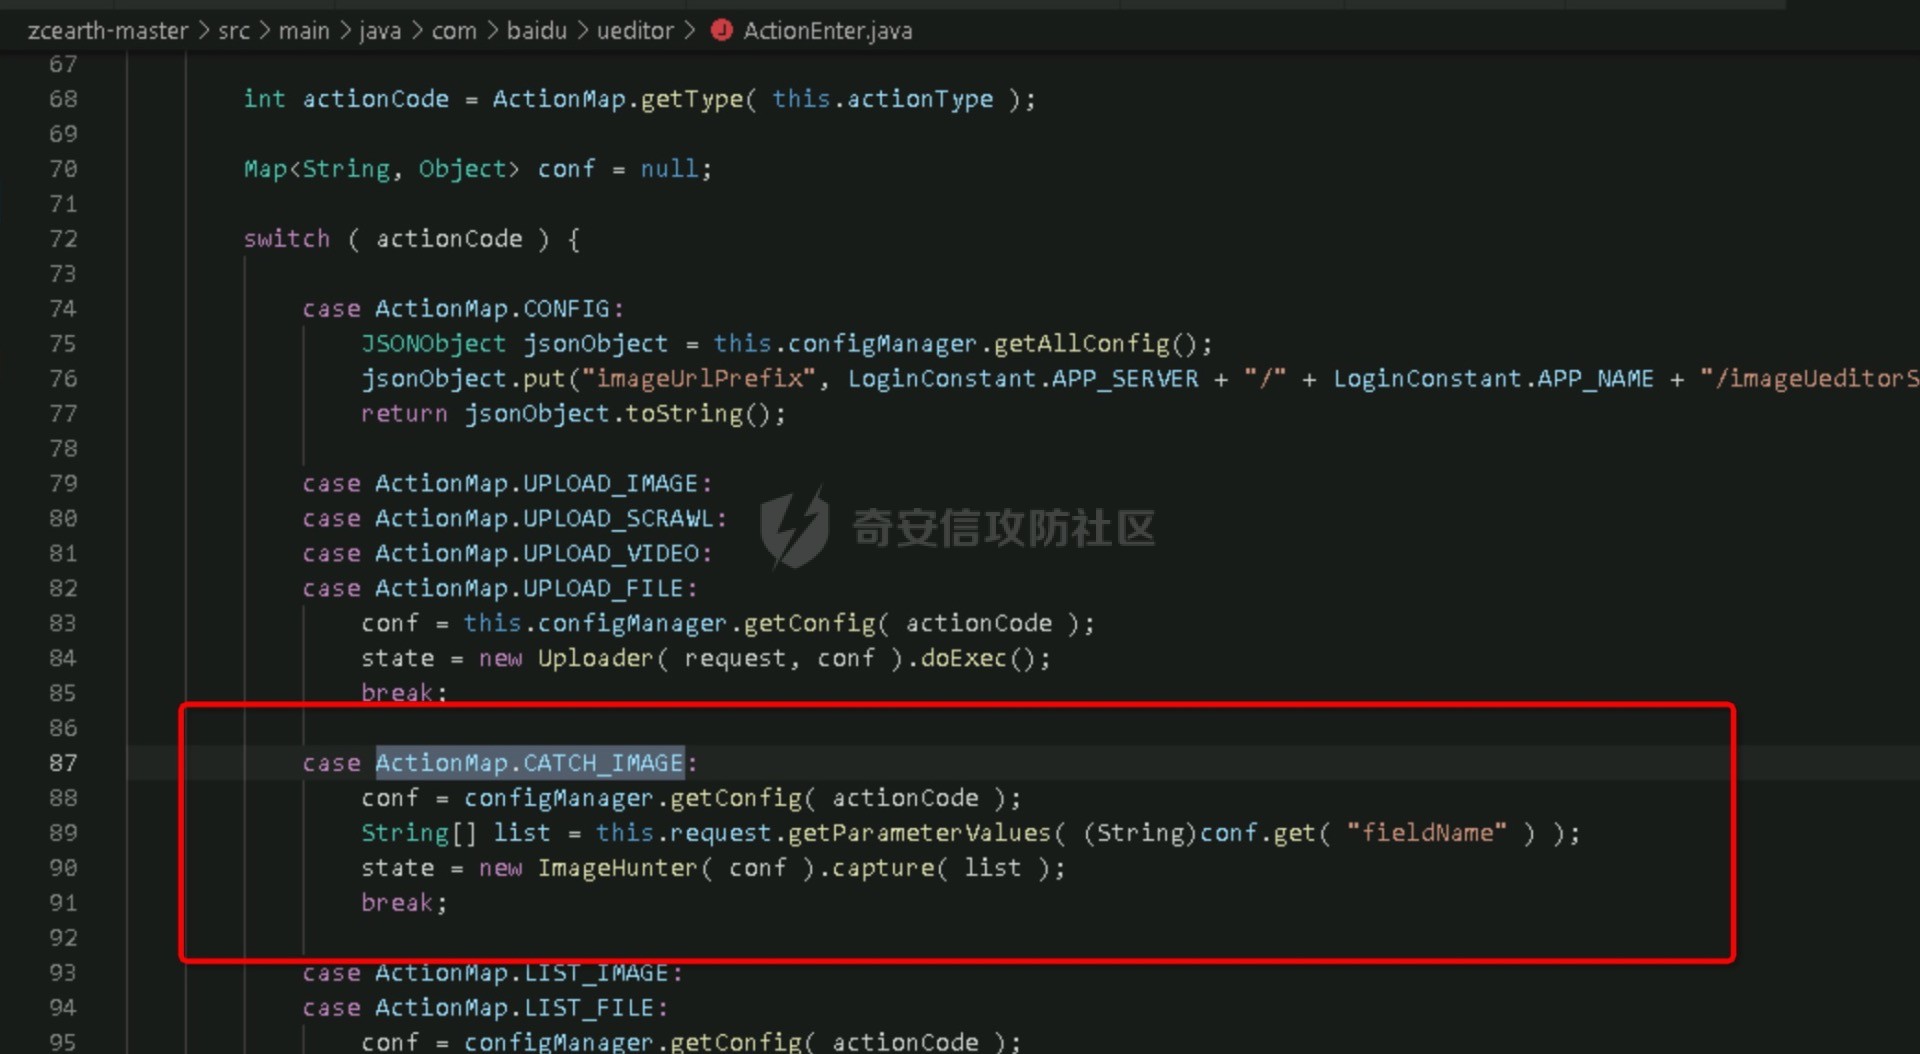 zcearth-master > src > main > java > com > baidu > ueditor > J ActionEnter.java
67
68 int actionCode = ActionMap.getType( this.actionType );
69
70 Map<String, Object> conf = null;
71
72 switch ( actionCode ) {
73
74 case ActionMap.CONFIG:
75 JSONObject jsonObject = this.configManager.getAllConfig();
76 jsonObject.put("imageUrlPrefix", LoginConstant.APP_SERVER + "/" + LoginConstant.APP_NAME + "/imageUeditorS
77 return jsonObject.toString();
78
79 case ActionMap.UPLOAD_IMAGE:
80 case ActionMap.UPLOAD_SCRAWL:
81 case ActionMap.UPLOAD_VIDEO:
82 case ActionMap.UPLOAD_FILE:
83 conf = this.configManager.getConfig( actionCode );
84 state = new Uploader( request, conf ).doExec();
85 break;
86
87 case ActionMap.CATCH_IMAGE:
88 conf = configManager.getConfig( actionCode );
89 String[] list = this.request.getParameterValues( (String)conf.get( "fieldName" ) );
90 state = new ImageHunter( conf ).capture( list );
91 break;
92
93 case ActionMap.LIST_IMAGE:
94 case ActionMap.LIST_FILE:
95 conf = configManager.getConfig( actionCode );
奇安信攻防社区